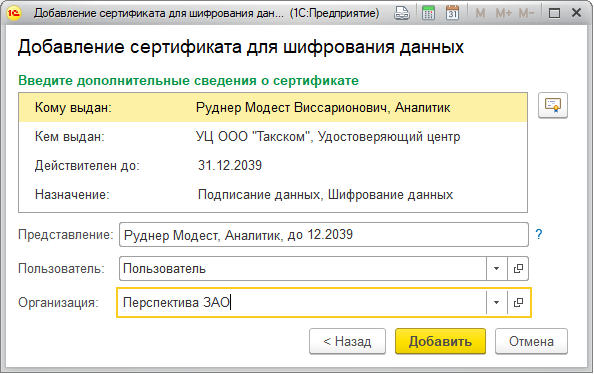 Добавление сертификата для шифрования дан... (1С:Предприятие)
31
M M+ M-
Добавление сертификата для шифрования данных
Введите дополнительные сведения о сертификате
Кому выдан: Руднер Модест Виссарионович, Аналитик
Кем выдан: УЦ ООО "Такском", Удостоверяющий центр
Действителен до: 31.12.2039
Назначение: Подписание данных, Шифрование данных
Представление: Руднер Модест, Аналитик, до 12.2039 ?
Пользователь: Пользователь
Организация: Перспектива ЗАО
< Назад Добавить Отмена